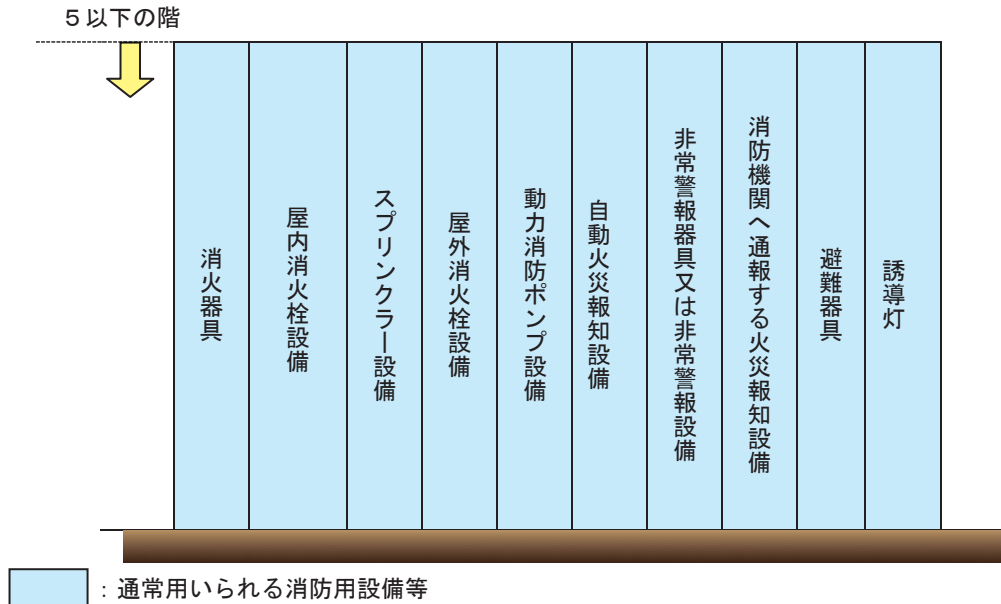 5以下の階
消火器具
屋内消火栓設備
スプリンクラー設備
屋外消火栓設備
動力消防ポンプ設備
自動火災報知設備
非常警報器具又は非常警報設備
消防機関へ通報する火災報知設備
避難器具
誘導灯
：通常用いられる消防用設備等